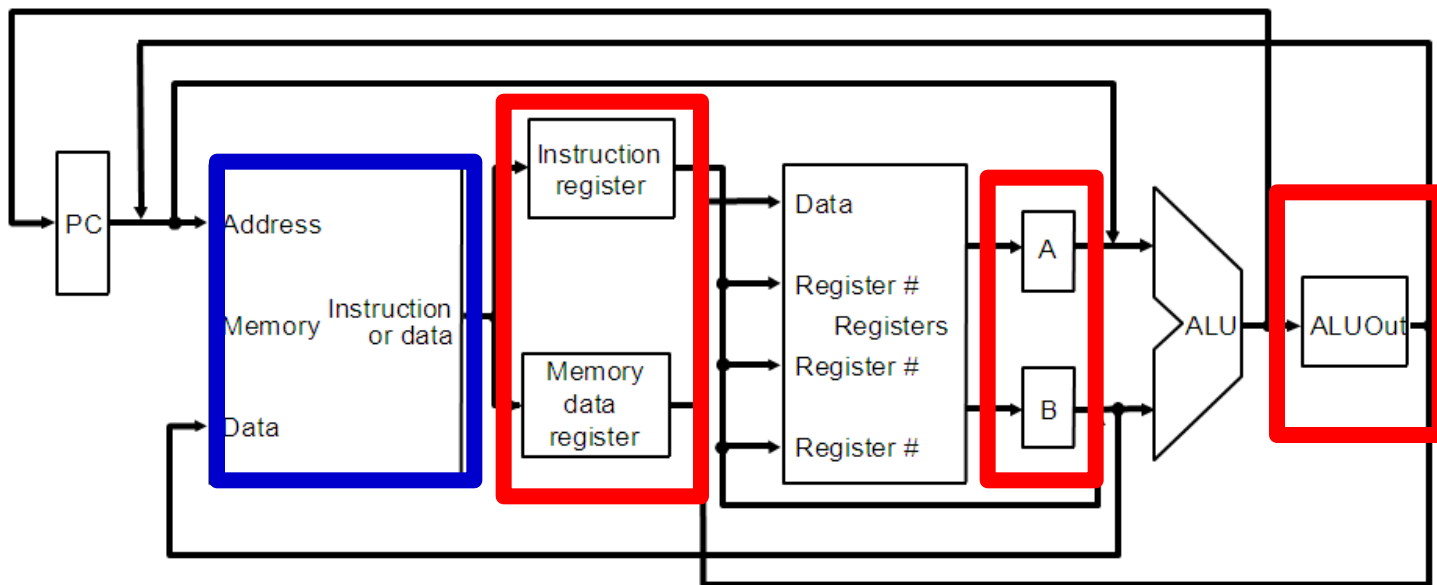 PC
Address
Memory
Data
Instruction
or data
Instruction
register
Memory
data
register
Data
Register #
Registers
Register #
Register #
A
B
ALU
ALUOut